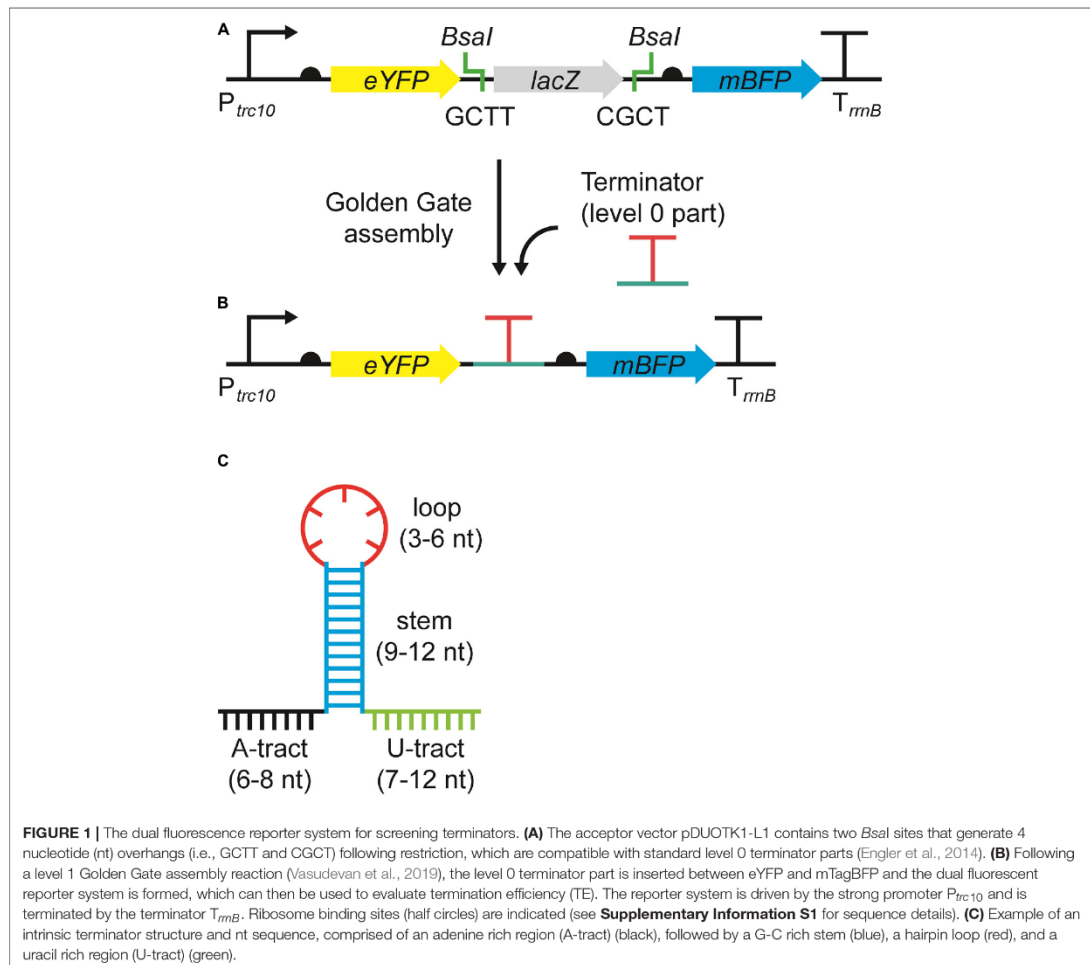 A
BsaI
BsaI
eYFP
lacZ
mBFP
Ptrc10
GCTT
CGCT
TrrnB
Golden Gate
assembly
Terminator
(level 0 part)
B
eYFP
mBFP
Ptrc10
TrrnB
C
loop
(3-6 nt)
stem
(9-12 nt)
A-tract
(6-8 nt)
U-tract
(7-12 nt)
FIGURE 1 | The dual fluorescence reporter system for screening terminators. (A) The acceptor vector pDUOTK1-L1 contains two BsaI sites that generate 4
nucleotide (nt) overhangs (i.e., GCTT and CGCT) following restriction, which are compatible with standard level 0 terminator parts (Engler et al., 2014). (B) Following
a level 1 Golden Gate assembly reaction (Vasudevan et al., 2019), the level 0 terminator part is inserted between eYFP and mTagBFP and the dual fluorescent
reporter system is formed, which can then be used to evaluate termination efficiency (TE). The reporter system is driven by the strong promoter Ptrc10 and is
terminated by the terminator TrrnB. Ribosome binding sites (half circles) are indicated (see Supplementary Information S1 for sequence details). (C) Example of an
intrinsic terminator structure and nt sequence, comprised of an adenine rich region (A-tract) (black), followed by a G-C rich stem (blue), a hairpin loop (red), and a
uracil rich region (U-tract) (green).